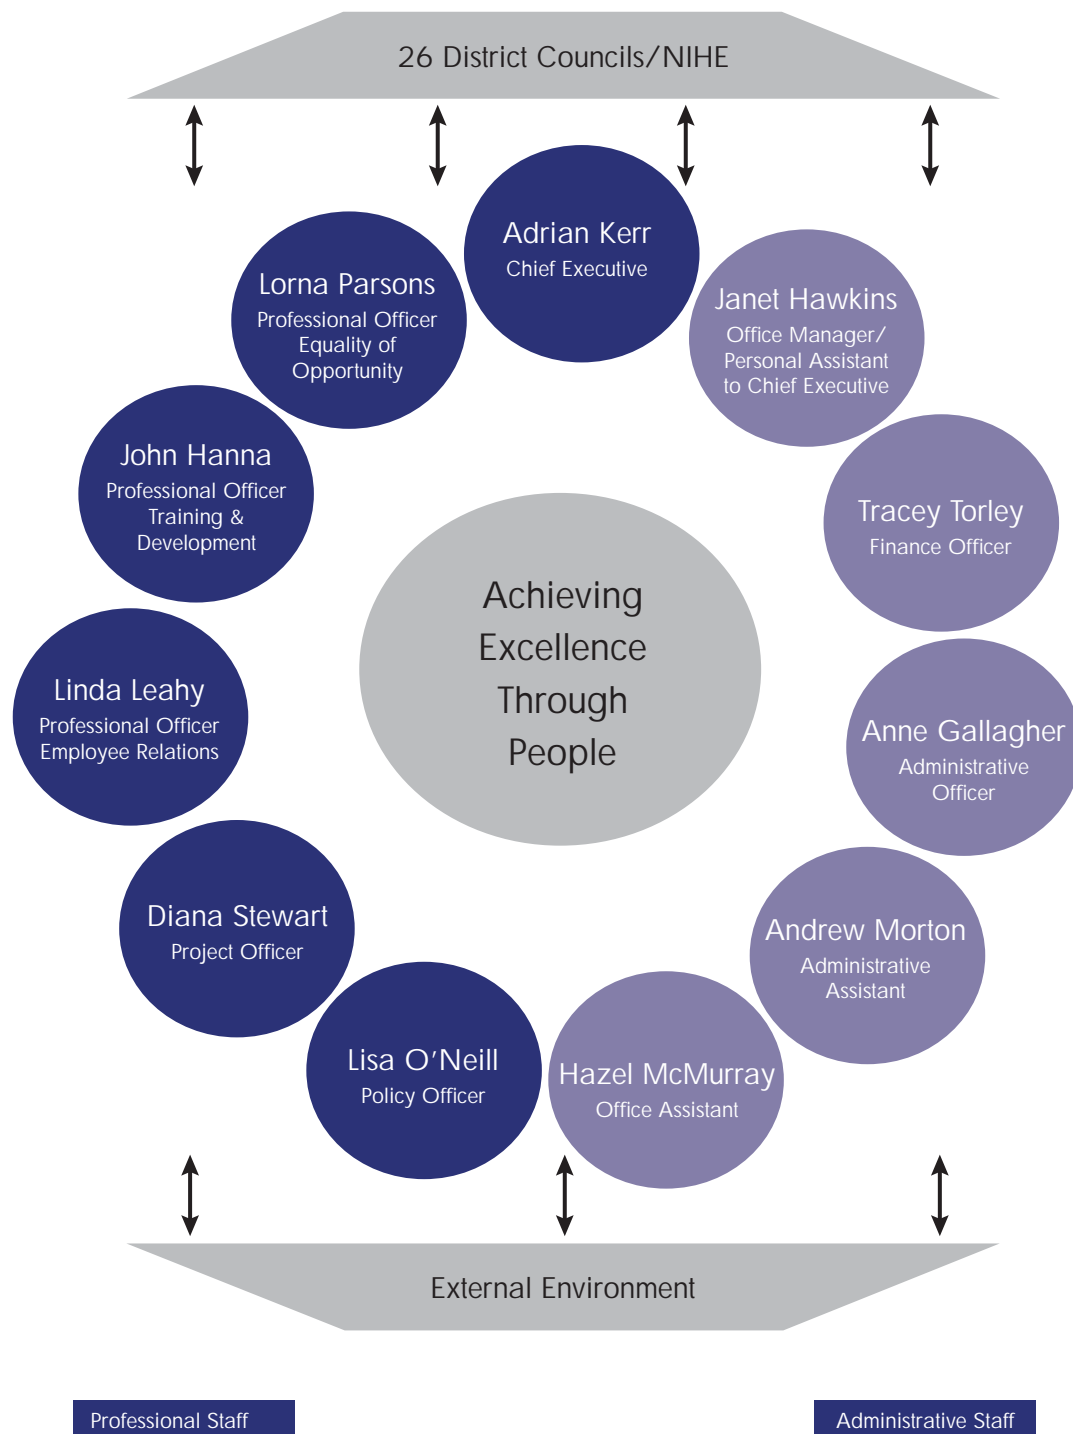 26 District Councils/NIHE
Adrian Kerr
Chief Executive
Lorna Parsons
Professional Officer
Equality of
Opportunity
Janet Hawkins
Office Manager/
Personal Assistant
to Chief Executive
John Hanna
Professional Officer
Training &
Development
Tracey Torley
Finance Officer
Achieving
Excellence
Through
People
Linda Leahy
Professional Officer
Employee Relations
Anne Gallagher
Administrative
Officer
Diana Stewart
Project Officer
Andrew Morton
Administrative
Assistant
Lisa O'Neill
Policy Officer
Hazel McMurray
Office Assistant
External Environment
Professional Staff
Administrative Staff